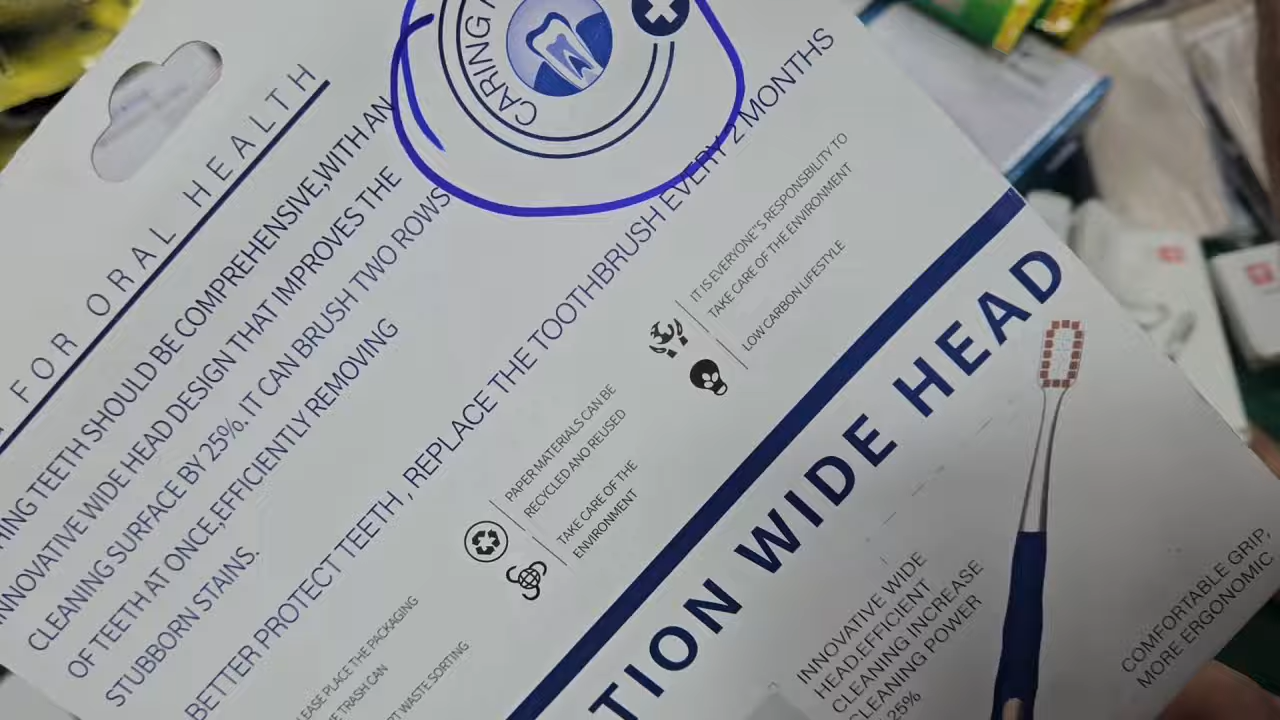 CARING
FOR ORAL HEALTH
HING TEETH SHOULD BE COMPREHENSIVE,WITH AN
INNOVATIVE WIDE HEAD DESIGN THAT IMPROVES THE
CLEANING SURFACE BY 25%. IT CAN BRUSH TWO ROWS
OF TEETH AT ONCE,EFFICIENTLY REMOVING
STUBBORN STAINS.
BETTER PROTECT TEETH , REPLACE THE TOOTHBRUSH EVERY 2 MONTHS
IT IS EVERYONE"S RESPONSBILITY TO
TAKE CARE OF THE ENVIRONMENT
LOW CARBON LIFESTYLE
PAPER MATERIALS CAN BE
RECYCLED ANO REUSED
TAKE CARE OF THE
ENVIRONMENT
EASE PLACE THE PACKAGING
E TRASH CAN
RT WASTE SORTING
TION WIDE HEAD
INNOVATIVE WIDE
HEAD.EFFICIENT
CLEANING INCREASE
CLEANING POWER
25%
COMFORTABLE GRIP,
MORE ERGONOMIC